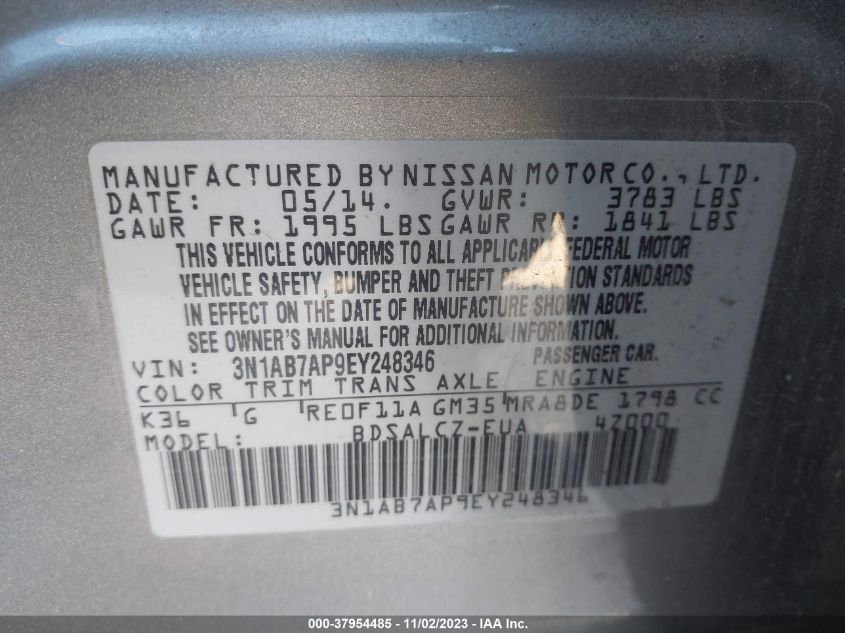 MANUFACTURED BY NISSAN MOTOR CO., LTD.
DATE: 05/14. GVWR: 3783 LBS
GAWR FR: 1995 LBS GAWR RR: 1841 LBS
THIS VEHICLE CONFORMS TO ALL APPLICABLE FEDERAL MOTOR
VEHICLE SAFETY, BUMPER AND THEFT PREVENTION STANDARDS
IN EFFECT ON THE DATE OF MANUFACTURE SHOWN ABOVE.
SEE OWNER'S MANUAL FOR ADDITIONAL INFORMATION.
VIN: 3N1AB7AP9EY248346 PASSENGER CAR.
COLOR TRIM TRANS AXLE ENGINE
K36 G RE0F11A GM35 MRA8DE 1798 CC
MODEL: BDSALCZ-EUA 47000
3N1AB7AP9EY248346
000-37954485 - 11/02/2023 - IAA Inc.